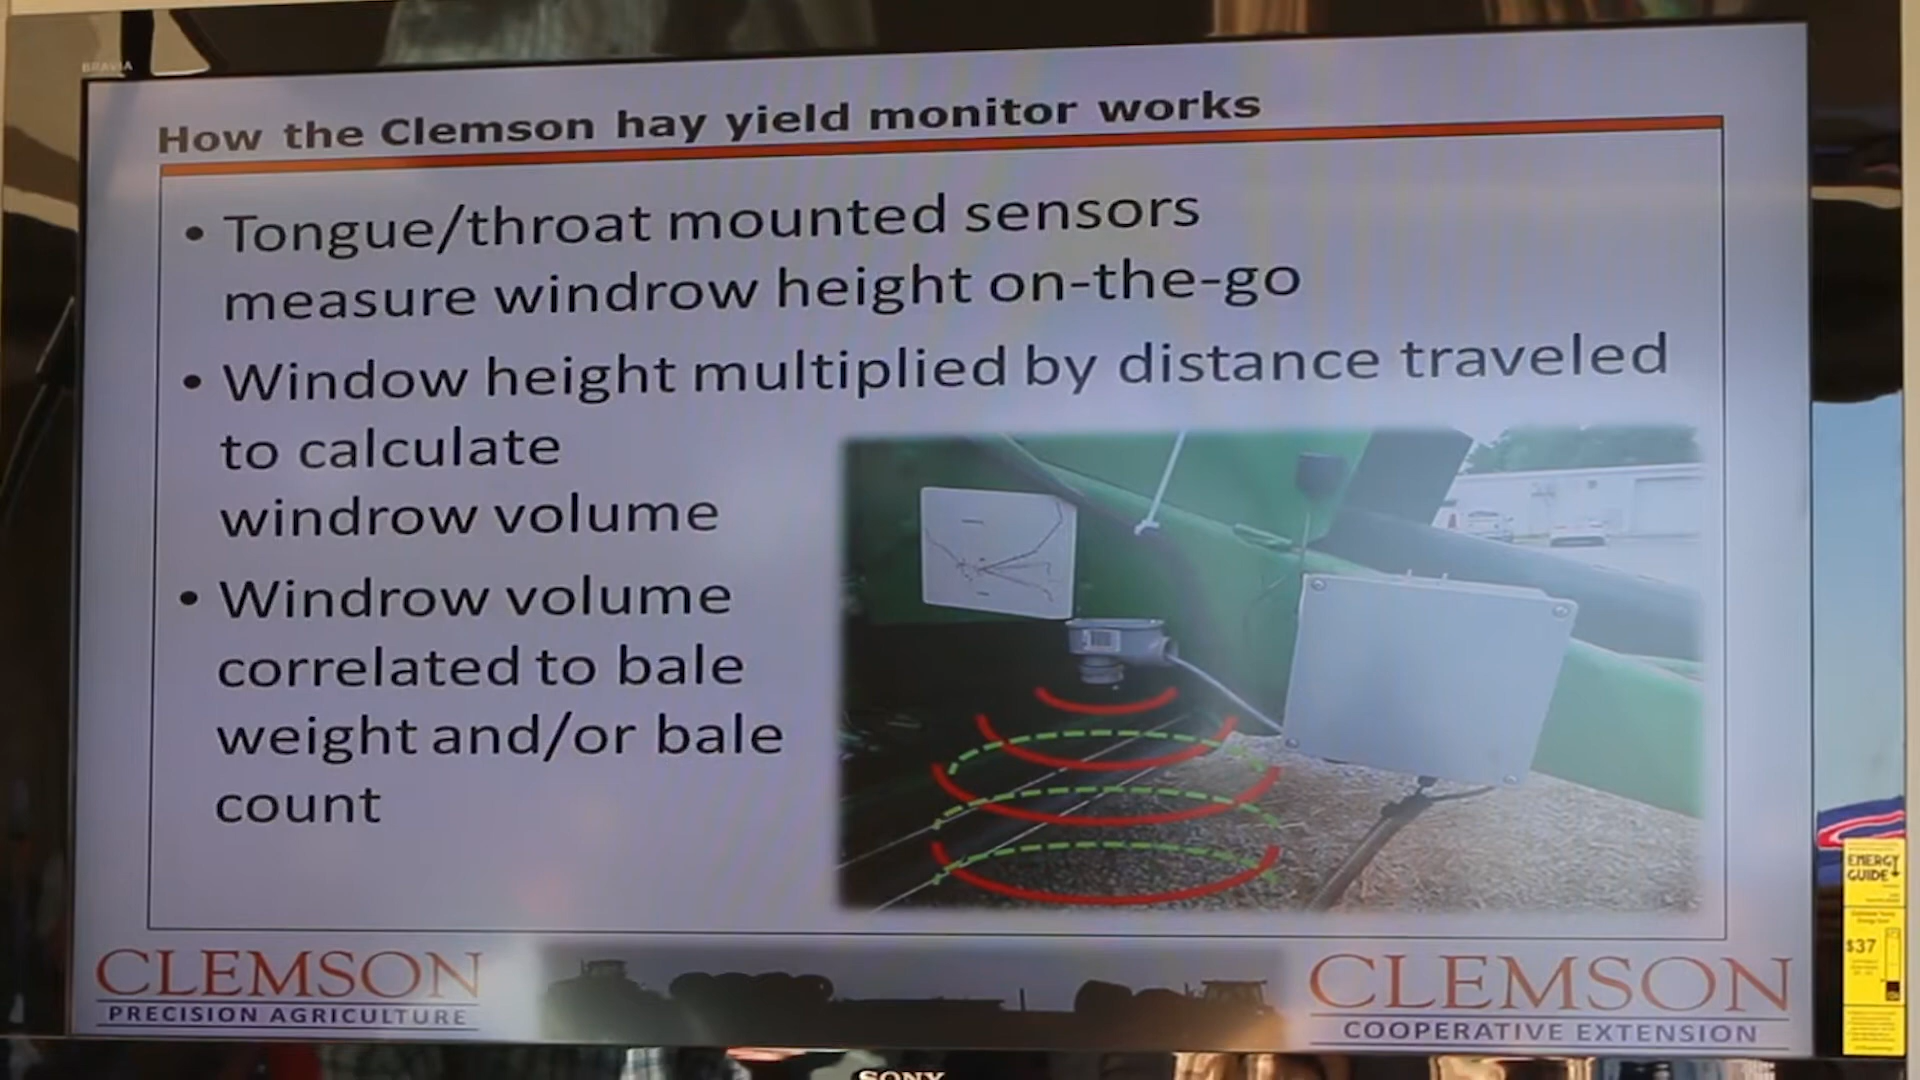 BRAVIA
How the Clemson hay yield monitor works
• Tongue/throat mounted sensors
measure windrow height on-the-go
• Window height multiplied by distance traveled
to calculate
windrow volume
• Windrow volume
correlated to bale
weight and/or bale
count
CLEMSON
PRECISION AGRICULTURE
CLEMSON
COOPERATIVE EXTENSION
ENERGY
GUIDE
$37
SONY